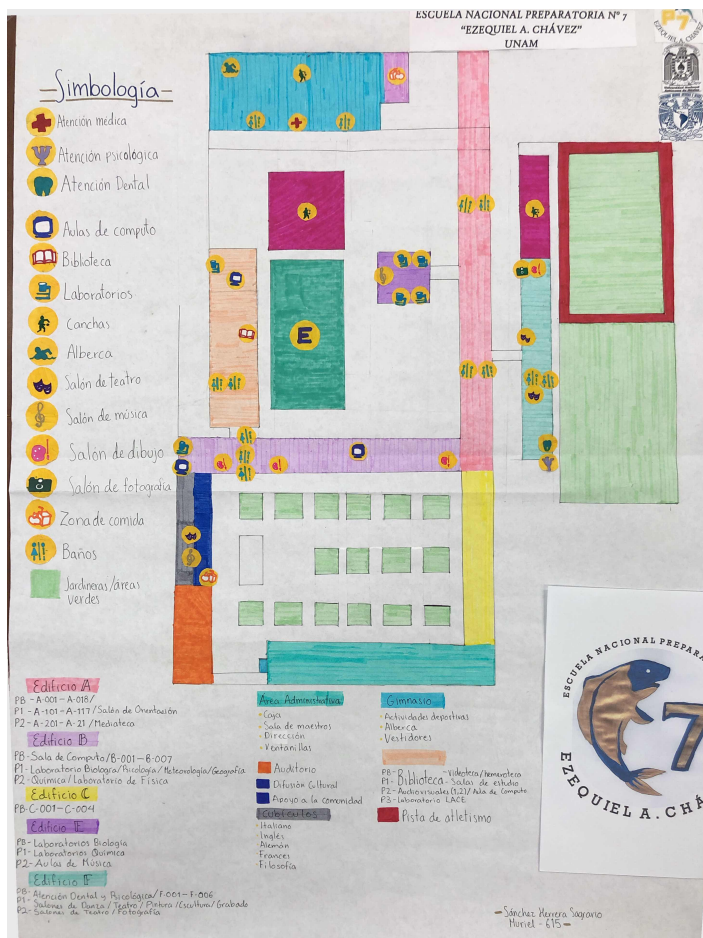 ESCUELA NACIONAL PREPARATORIA Nº 7
"EZEQUIEL A. CHÁVEZ"
UNAM
Simbología
Atención médica
Atención psicológica
Atención Dental
Aulas de computo
Biblioteca
Laboratorios
Canchas
Alberca
Salón de teatro
Salón de música
Salón de dibujo
Salón de fotografía
Zona de comida
Baños
Jardineras/áreas
verdes
E
Edificio A
PB-A-001-A-018/
P1-A-101-A-117/Salón de Orientación
P2-A-201-A-21/Mediateca
Edificio B
PB-Sala de Computo/B-001-B-007
P1-Laboratorio Biología/Psicología/Meteorología/Geografía
P2-Química/Laboratorio de Física
Edificio C
PB-C-001-C-004
Edificio E
PB-Laboratorios Biología
P1-Laboratorios Química
P2-Aulas de Música
Edificio F
PB-Atención Dental y Psicológica/F-001-F-006
P1-Salones de Danza/Teatro/Pintura/Escultura/Grabado
P2-Salones de Teatro/Fotografía
Area Administrativa
Caja
Sala de maestros
Dirección
Ventanillas
Auditorio
Difusión Cultural
Apoyo a la comunidad
Cubículos
Italiano
Inglés
Alemán
Frances
Filosofía
Gimnasio
Actividades deportivas
Alberca
Vestidores
PB-Biblioteca-Videoteca/hemeroteca
P1-Salas de estudio
P2-Audiovisuales(1,2)/Aula de Computo
P3-laboratorio LACE
Pista de atletismo
Sánchez Herrera Sagrario
Muriel-615
ESCUELA NACIONAL PREPARA
7
EZEQUIEL A. CHÁ